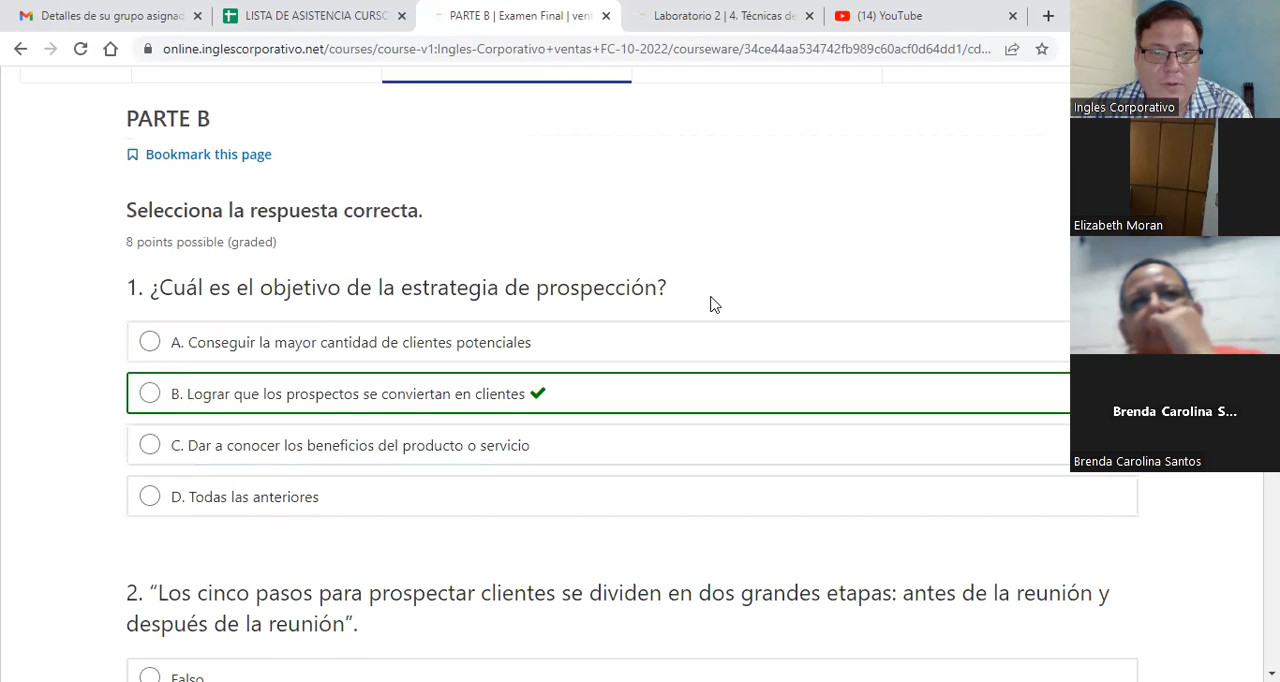 Detalles de su grupo asignad
LISTA DE ASISTENCIA CURSC
PARTE B | Examen Final | vent
Laboratorio 2 | 4. Técnicas de
(14) YouTube
online.inglescorporativo.net/courses/course-v1:Ingles-Corporativo+ventas+FC-10-2022/courseware/34ce44aa534742fb989c60acf0d64dd1/cd...
PARTE B
Bookmark this page
Selecciona la respuesta correcta.
8 points possible (graded)
1. ¿Cuál es el objetivo de la estrategia de prospección?
A. Conseguir la mayor cantidad de clientes potenciales
B. Lograr que los prospectos se conviertan en clientes
C. Dar a conocer los beneficios del producto o servicio
D. Todas las anteriores
2. “Los cinco pasos para prospectar clientes se dividen en dos grandes etapas: antes de la reunión y
después de la reunión”.
Falso
Ingles Corporativo
Elizabeth Moran
Brenda Carolina S...
Brenda Carolina Santos